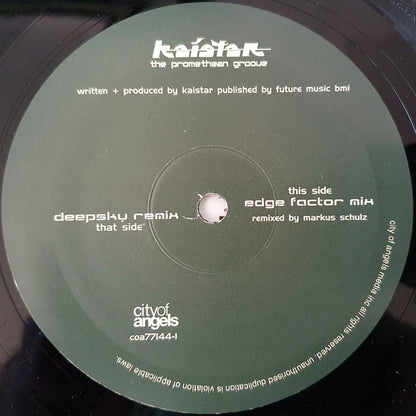 kaistar
the promethean groove
written + produced by kaistar published by future music bmi
this side
edge factor mix
remixed by markus schulz
deepsky remix
that side
city of
angels
coa77144-1
city of angels media inc all rights reserved. unauthorised duplication is violation of applicable laws.